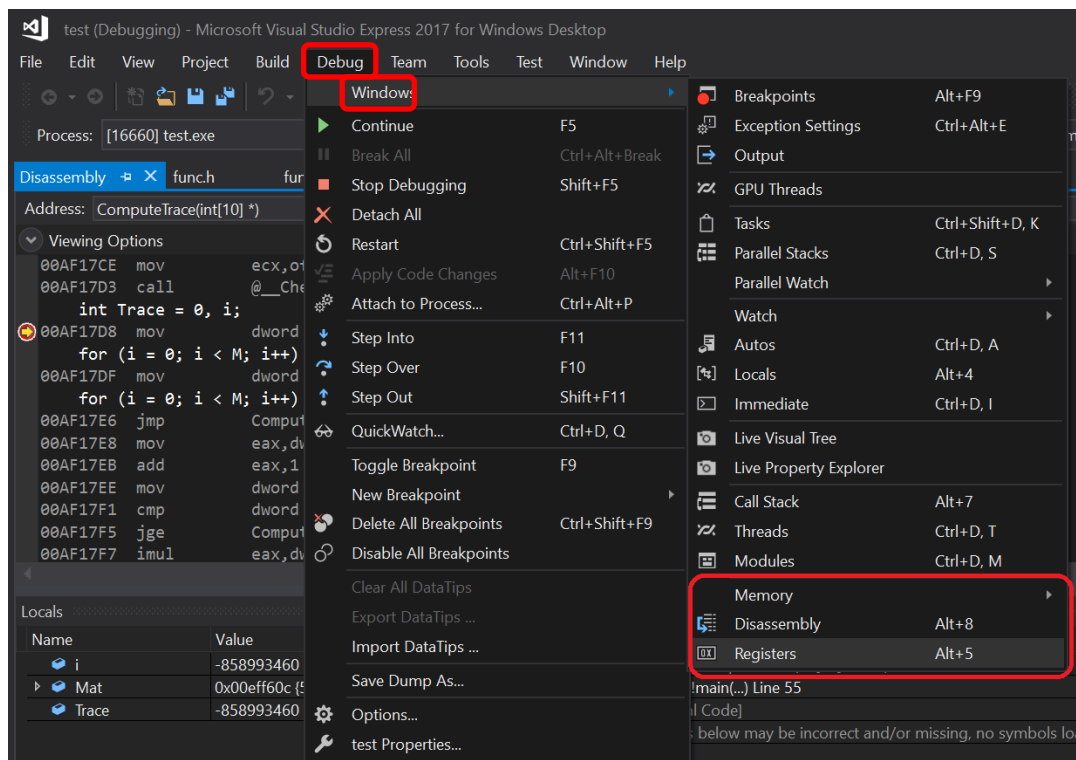 test (Debugging) - Microsoft Visual Studio Express 2017 for Windows Desktop
File Edit View Project Build Debug Team Tools Test Window Help
Process: [16660] test.exe
Disassembly func.h
Address: ComputeTrace(int[10] *)
Viewing Options
00AF17CE mov
00AF17D3 call
int Trace = 0, i;
00AF17D8 mov dword
for (i = 0; i < M; i++)
00AF17DF mov dword
for (i = 0; i < M; i++)
00AF17E6 jmp
00AF17E8 mov
00AF17EB add eax,1
00AF17EE mov dword
00AF17F1 cmp dword
00AF17F5 jge
00AF17F7 imul
Locals
Name Value
i -858993460
Mat 0x00eff60c
Trace -858993460
Windows
Continue F5
Break All Ctrl+Alt+Break
Stop Debugging Shift+F5
Detach All
Restart Ctrl+Shift+F5
Apply Code Changes Alt+F10
Attach to Process... Ctrl+Alt+P
Step Into F11
Step Over F10
Step Out Shift+F11
QuickWatch... Ctrl+D, Q
Toggle Breakpoint F9
New Breakpoint
Delete All Breakpoints Ctrl+Shift+F9
Disable All Breakpoints
Clear All DataTips
Export DataTips ...
Import DataTips ...
Save Dump As...
Options...
test Properties...
Breakpoints Alt+F9
Exception Settings Ctrl+Alt+E
Output
GPU Threads
Tasks Ctrl+Shift+D, K
Parallel Stacks Ctrl+D, S
Parallel Watch
Watch
Autos Ctrl+D, A
Locals Alt+4
Immediate Ctrl+D, I
Live Visual Tree
Live Property Explorer
Call Stack Alt+7
Threads Ctrl+D, T
Modules Ctrl+D, M
Memory
Disassembly Alt+8
Registers Alt+5
!main(...) Line 55
Code]
below may be incorrect and/or missing, no symbols